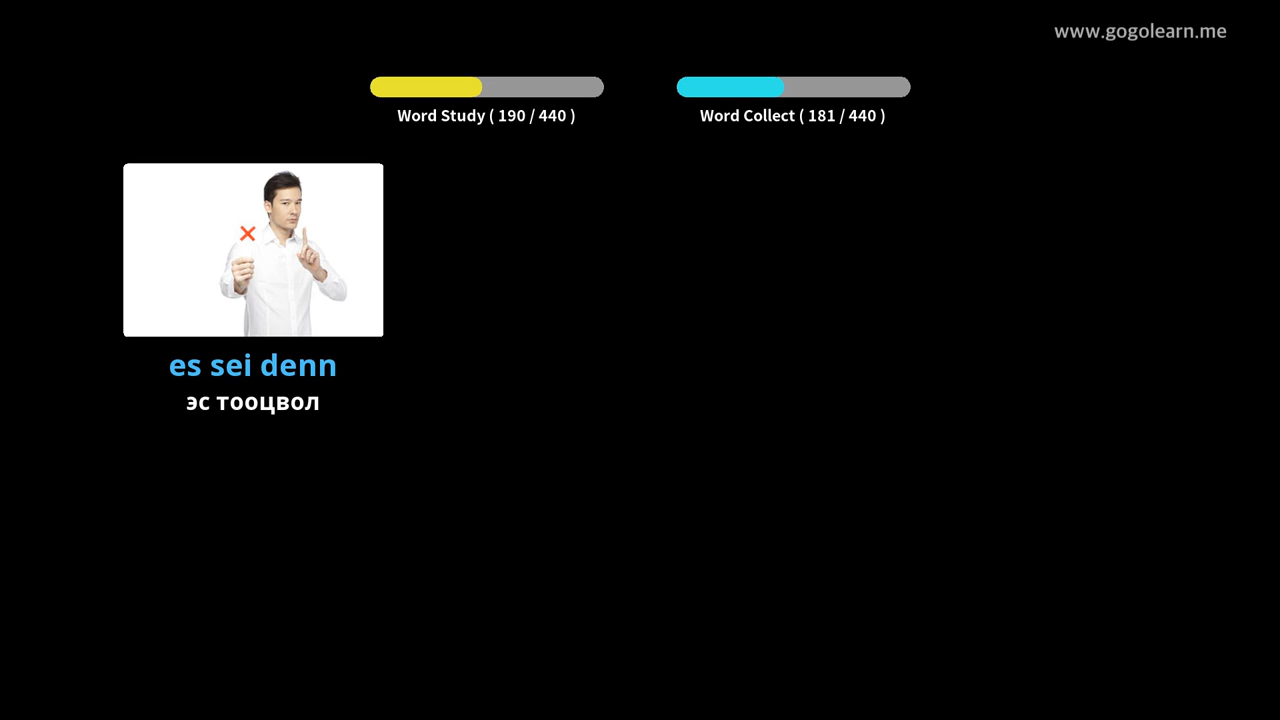 www.gogolearn.me
Word Study ( 190 / 440 )
Word Collect ( 181 / 440 )
es sei denn
эс тооцвол